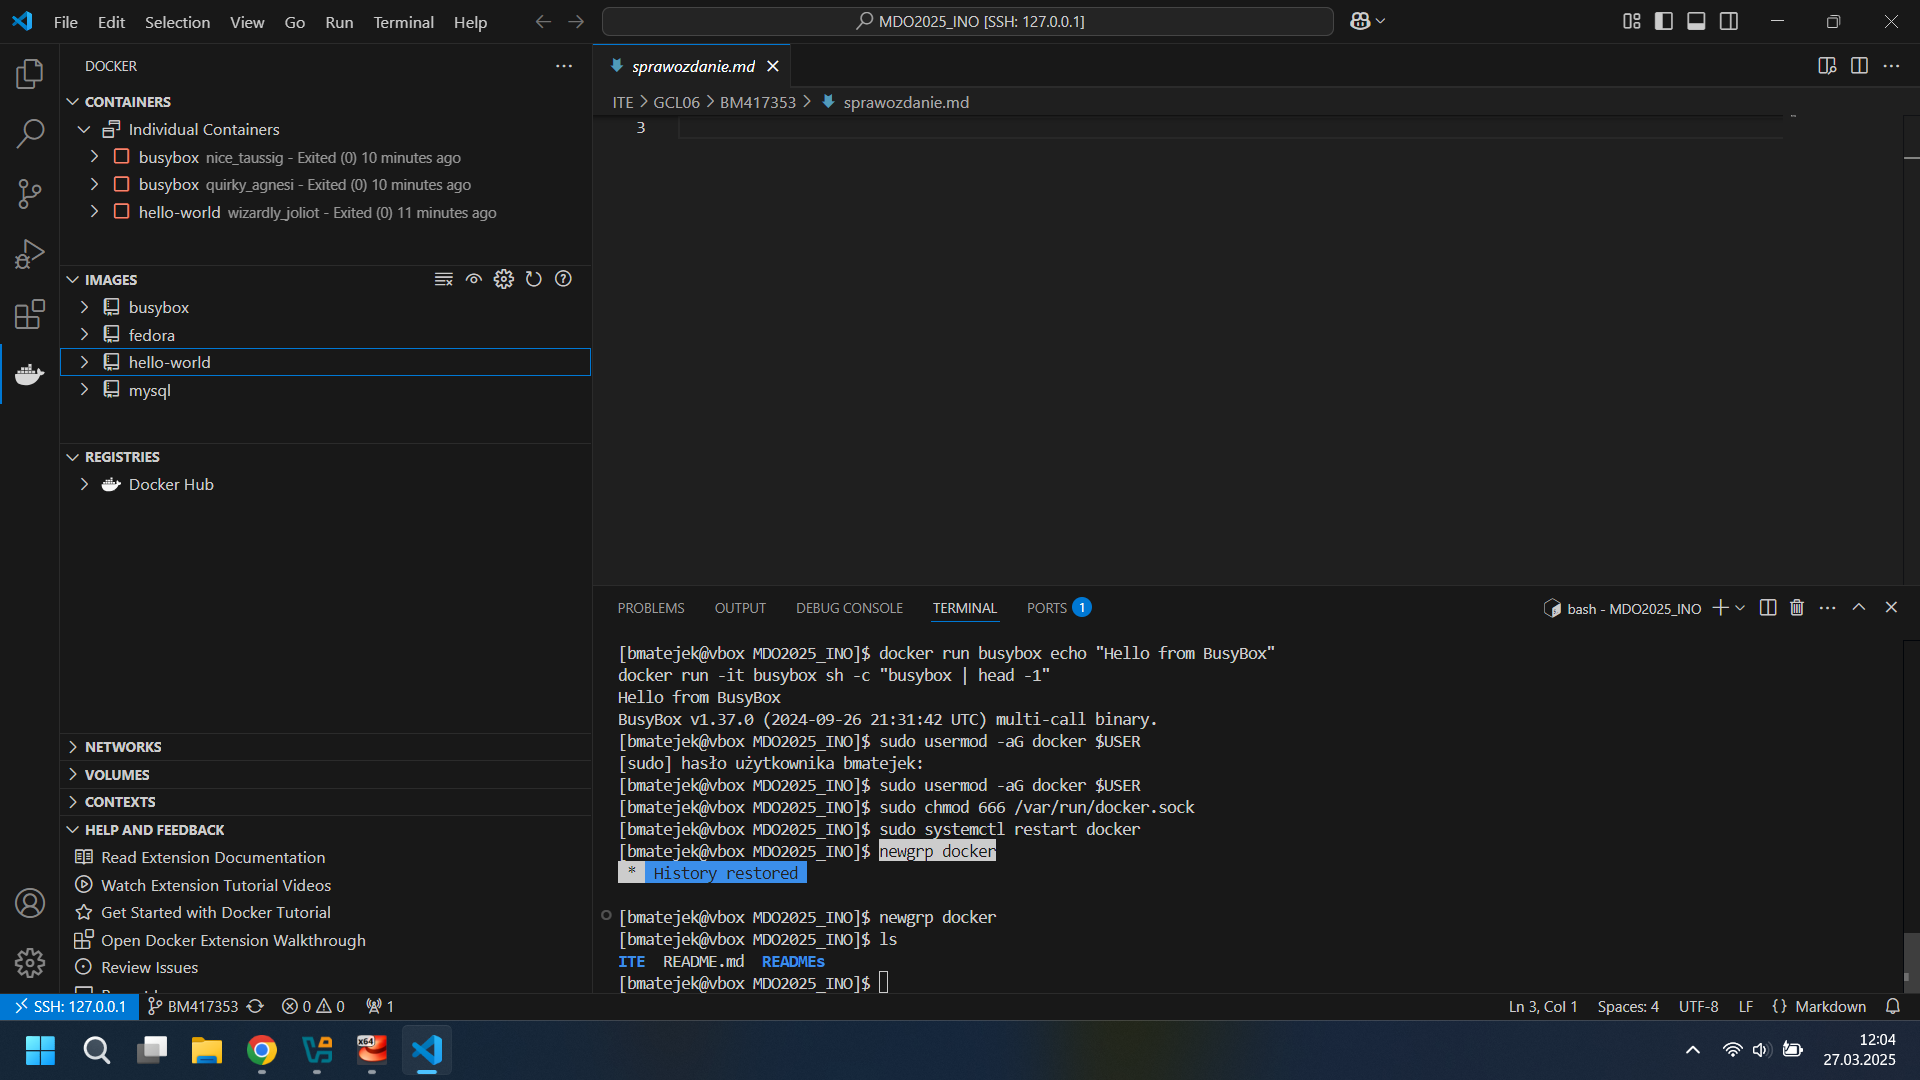 File Edit Selection View Go Run Terminal Help
MDO2025_INO [SSH: 127.0.0.1]
DOCKER
CONTAINERS
Individual Containers
busybox nice_taussig - Exited (0) 10 minutes ago
busybox quirky_agnesi - Exited (0) 10 minutes ago
hello-world wizardly_joliot - Exited (0) 11 minutes ago
IMAGES
busybox
fedora
hello-world
mysql
REGISTRIES
Docker Hub
NETWORKS
VOLUMES
CONTEXTS
HELP AND FEEDBACK
Read Extension Documentation
Watch Extension Tutorial Videos
Get Started with Docker Tutorial
Open Docker Extension Walkthrough
Review Issues
sprawozdanie.md
ITE > GCL06 > BM417353 > sprawozdanie.md
3
PROBLEMS OUTPUT DEBUG CONSOLE TERMINAL PORTS 1
bash - MDO2025_INO
[bmatejek@vbox MDO2025_INO]$ docker run busybox echo "Hello from BusyBox"
docker run -it busybox sh -c "busybox | head -1"
Hello from BusyBox
BusyBox v1.37.0 (2024-09-26 21:31:42 UTC) multi-call binary.
[bmatejek@vbox MDO2025_INO]$ sudo usermod -aG docker $USER
[sudo] hasło użytkownika bmatejek:
[bmatejek@vbox MDO2025_INO]$ sudo usermod -aG docker $USER
[bmatejek@vbox MDO2025_INO]$ sudo chmod 666 /var/run/docker.sock
[bmatejek@vbox MDO2025_INO]$ sudo systemctl restart docker
[bmatejek@vbox MDO2025_INO]$ newgrp docker
* History restored
[bmatejek@vbox MDO2025_INO]$ newgrp docker
[bmatejek@vbox MDO2025_INO]$ ls
ITE README.md READMEs
[bmatejek@vbox MDO2025_INO]$
SSH: 127.0.0.1 BM417353 0 0 1
Ln 3, Col 1 Spaces: 4 UTF-8 LF {} Markdown
x64
12:04
27.03.2025